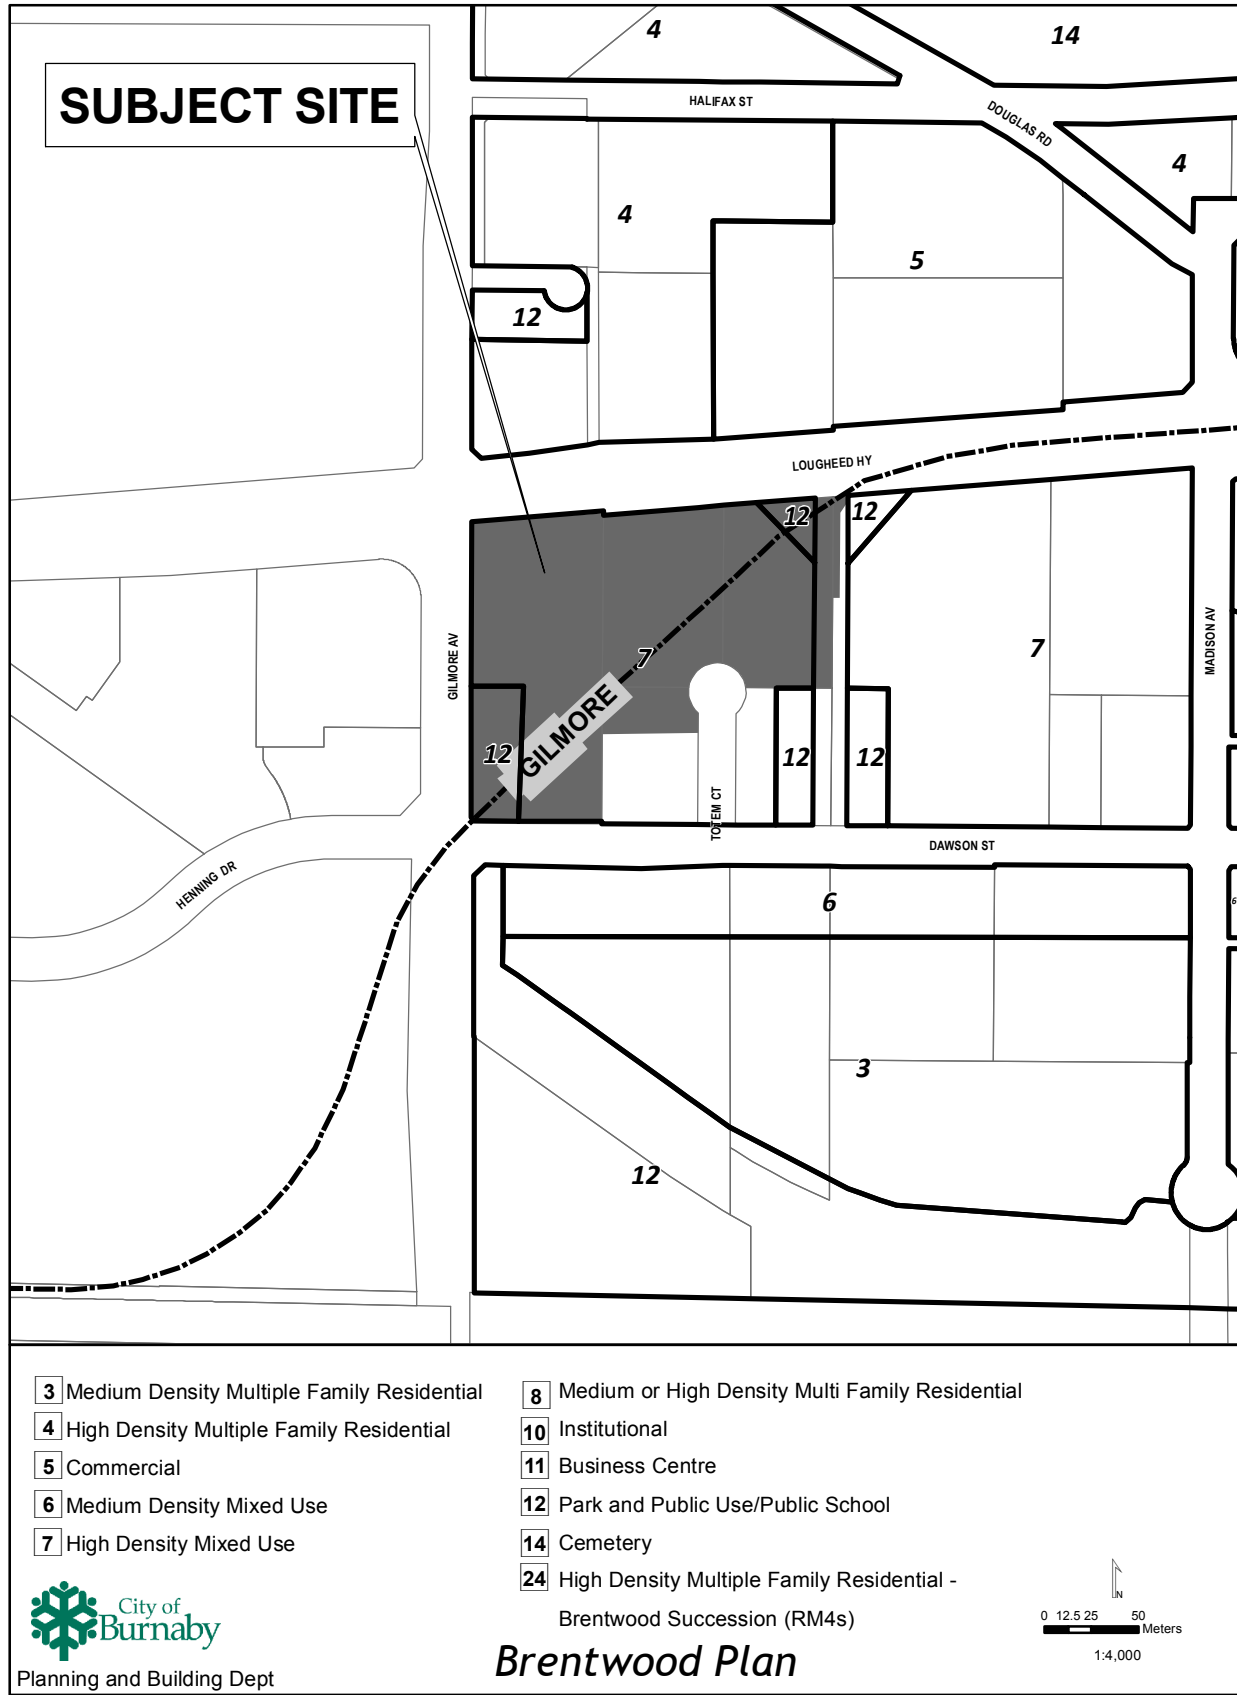 4
14
SUBJECT SITE
HALIFAX ST
DOUGLAS RD
4
4
5
12
LOUGHEED HY
12
12
GILMORE AV
7
7
MADISON AV
GILMORE
12
12
12
TOTEM CT
DAWSON ST
HENNING DR
6
6
3
12
3 Medium Density Multiple Family Residential
4 High Density Multiple Family Residential
5 Commercial
6 Medium Density Mixed Use
7 High Density Mixed Use
8 Medium or High Density Multi Family Residential
10 Institutional
11 Business Centre
12 Park and Public Use/Public School
14 Cemetery
24 High Density Multiple Family Residential -
Brentwood Succession (RM4s)
N
0 12.5 25 50
Meters
1:4,000
City of
Burnaby
Planning and Building Dept
Brentwood Plan